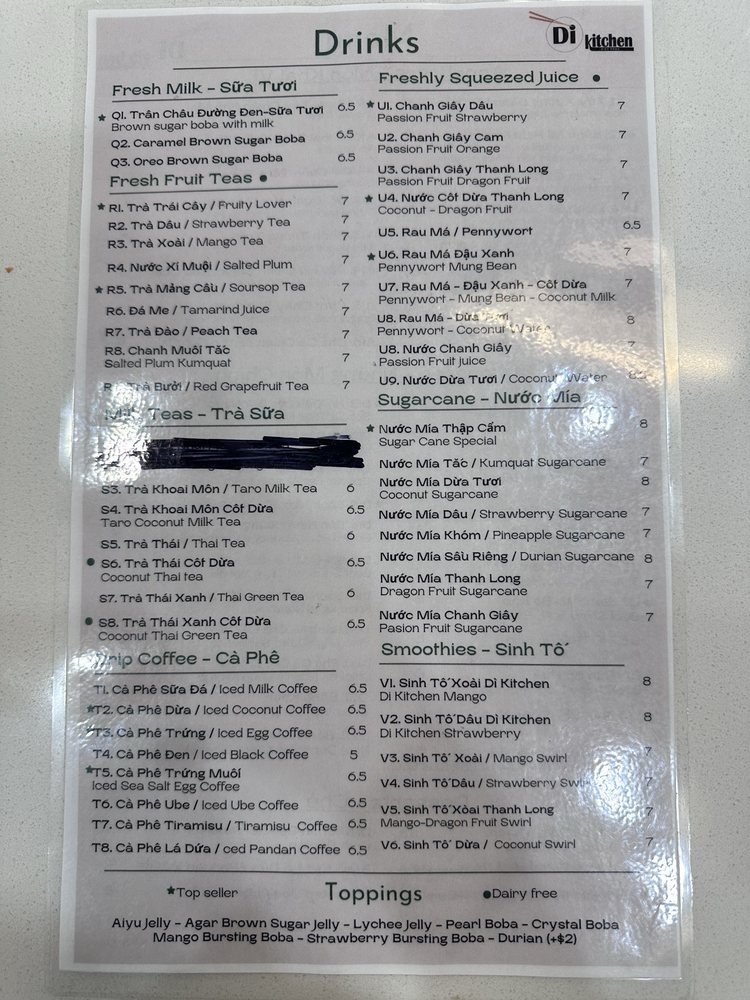 Drinks
Di kitchen
Fresh Milk - Sữa Tươi
★ Q1. Trân Châu Đường Đen-Sữa Tươi 6.5
Brown sugar boba with milk
Q2. Caramel Brown Sugar Boba 6.5
Q3. Oreo Brown Sugar Boba 6.5
Fresh Fruit Teas ●
★ R1. Trà Trái Cây / Fruity Lover 7
R2. Trà Dâu / Strawberry Tea 7
R3. Trà Xoài / Mango Tea 7
R4. Nước Xí Muội / Salted Plum 7
★ R5. Trà Mảng Cầu / Soursop Tea 7
R6. Đá Me / Tamarind Juice 7
R7. Trà Đào / Peach Tea 7
R8. Chanh Muối Tắc 7
Salted Plum Kumquat
Trà Bưởi / Red Grapefruit Tea 7
Teas - Trà Sữa
S3. Trà Khoai Môn / Taro Milk Tea 6
S4. Trà Khoai Môn Cốt Dừa 6.5
Taro Coconut Milk Tea
S5. Trà Thái / Thai Tea 6
● S6. Trà Thái Cốt Dừa 6.5
Coconut Thai tea
S7. Trà Thái Xanh / Thai Green Tea 6
● S8. Trà Thái Xanh Cốt Dừa 6.5
Coconut Thai Green Tea
Drip Coffee - Cà Phê
T1. Cà Phê Sữa Đá / Iced Milk Coffee 6.5
★T2. Cà Phê Dừa / Iced Coconut Coffee 6.5
★T3. Cà Phê Trứng / Iced Egg Coffee 6.5
T4. Cà Phê Đen / Iced Black Coffee 5
★T5. Cà Phê Trứng Muối 6.5
Iced Sea Salt Egg Coffee
T6. Cà Phê Ube / Iced Ube Coffee 6.5
T7. Cà Phê Tiramisu / Tiramisu Coffee 6.5
T8. Cà Phê Lá Dứa / ced Pandan Coffee 6.5
Freshly Squeezed Juice ●
★ U1. Chanh Giây Dâu 7
Passion Fruit Strawberry
U2. Chanh Giây Cam 7
Passion Fruit Orange
U3. Chanh Giây Thanh Long 7
Passion Fruit Dragon Fruit
★ U4. Nước Cốt Dừa Thanh Long 7
Coconut - Dragon Fruit
U5. Rau Má / Pennywort 6.5
★ U6. Rau Má Đậu Xanh 7
Pennywort Mung Bean
U7. Rau Má - Đậu Xanh - Cốt Dừa 7
Pennywort - Mung Bean - Coconut Milk
U8. Rau Má - Dừa Tươi 8
Pennywort - Coconut Water
U8. Nước Chanh Giây 7
Passion Fruit juice
U9. Nước Dừa Tươi / Coconut Water
Sugarcane - Nước Mía
★ Nước Mía Thập Cẩm 8
Sugar Cane Special
Nước Mía Tắc / Kumquat Sugarcane 7
Nước Mía Dừa Tươi 8
Coconut Sugarcane
Nước Mía Dâu / Strawberry Sugarcane 7
Nước Mía Khóm / Pineapple Sugarcane 7
Nước Mía Sầu Riêng / Durian Sugarcane 8
Nước Mía Thanh Long 7
Dragon Fruit Sugarcane
Nước Mía Chanh Giây 7
Pasion Fruit Sugarcane
Smoothies - Sinh Tố
V1. Sinh Tố Xoài Dì Kitchen 8
Di Kitchen Mango
V2. Sinh Tố Dâu Dì Kitchen 8
Di Kitchen Strawberry
V3. Sinh Tố Xoài / Mango Swirl 7
V4. Sinh Tố Dâu / Strawberry Swirl 7
V5. Sinh Tố Xòai Thanh Long 7
Mango-Dragon Fruit Swirl
V6. Sinh Tố Dừa / Coconut Swirl 7
★Top seller
Toppings
●Dairy free
Aiyu Jelly - Agar Brown Sugar Jelly - Lychee Jelly - Pearl Boba - Crystal Boba
Mango Bursting Boba - Strawberry Bursting Boba - Durian (+$2)